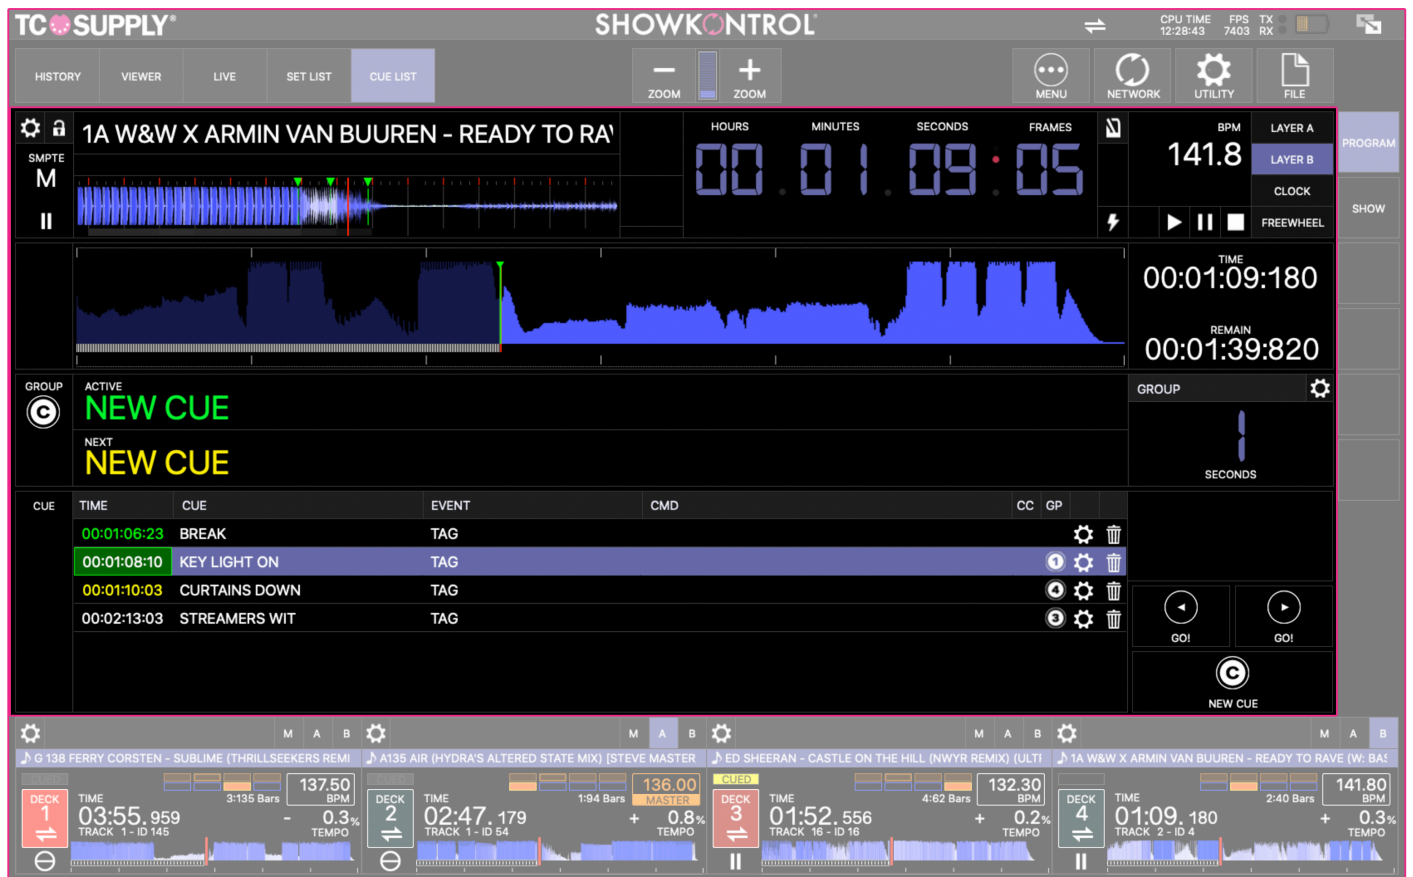 TC SUPPLY®
SHOWKONTROL®
CPU TIME FPS TX
12:28:43 7403 RX
HISTORY VIEWER LIVE SET LIST CUE LIST
ZOOM ZOOM
MENU NETWORK UTILITY FILE
1A W&W X ARMIN VAN BUUREN - READY TO RAV
SMPTE
M
HOURS MINUTES SECONDS FRAMES
00.01.09:05
BPM
141.8
LAYER A
LAYER B
CLOCK
FREEWHEEL
PROGRAM
SHOW
TIME
00:01:09:180
REMAIN
00:01:39:820
GROUP
C
ACTIVE
NEW CUE
NEXT
NEW CUE
GROUP
1
SECONDS
CUE TIME CUE EVENT CMD CC GP
00:01:06:23 BREAK TAG
00:01:08:10 KEY LIGHT ON TAG 1
00:01:10:03 CURTAINS DOWN TAG 4
00:02:13:03 STREAMERS WIT TAG 3
GO! GO!
C
NEW CUE
M A B M A B M A B M A B
G 138 FERRY CORSTEN - SUBLIME (THRILLSEEKERS REMI
CUED
DECK
1
TIME
03:55.959
TRACK 1 - ID 145
3:135 Bars
137.50
BPM
- 0.3%
TEMPO
A135 AIR (HYDRA'S ALTERED STATE MIX) [STEVE MASTER
CUED
DECK
2
TIME
02:47.179
TRACK 1 - ID 54
1:94 Bars
136.00
MASTER
+ 0.8%
TEMPO
ED SHEERAN - CASTLE ON THE HILL (NWYR REMIX) (ULTI
CUED
DECK
3
TIME
01:52.556
TRACK 16 - ID 16
4:62 Bars
132.30
BPM
+ 0.2%
TEMPO
1A W&W X ARMIN VAN BUUREN - READY TO RAVE (W: BAS
DECK
4
TIME
01:09.180
TRACK 2 - ID 4
2:40 Bars
141.80
BPM
+ 0.3%
TEMPO